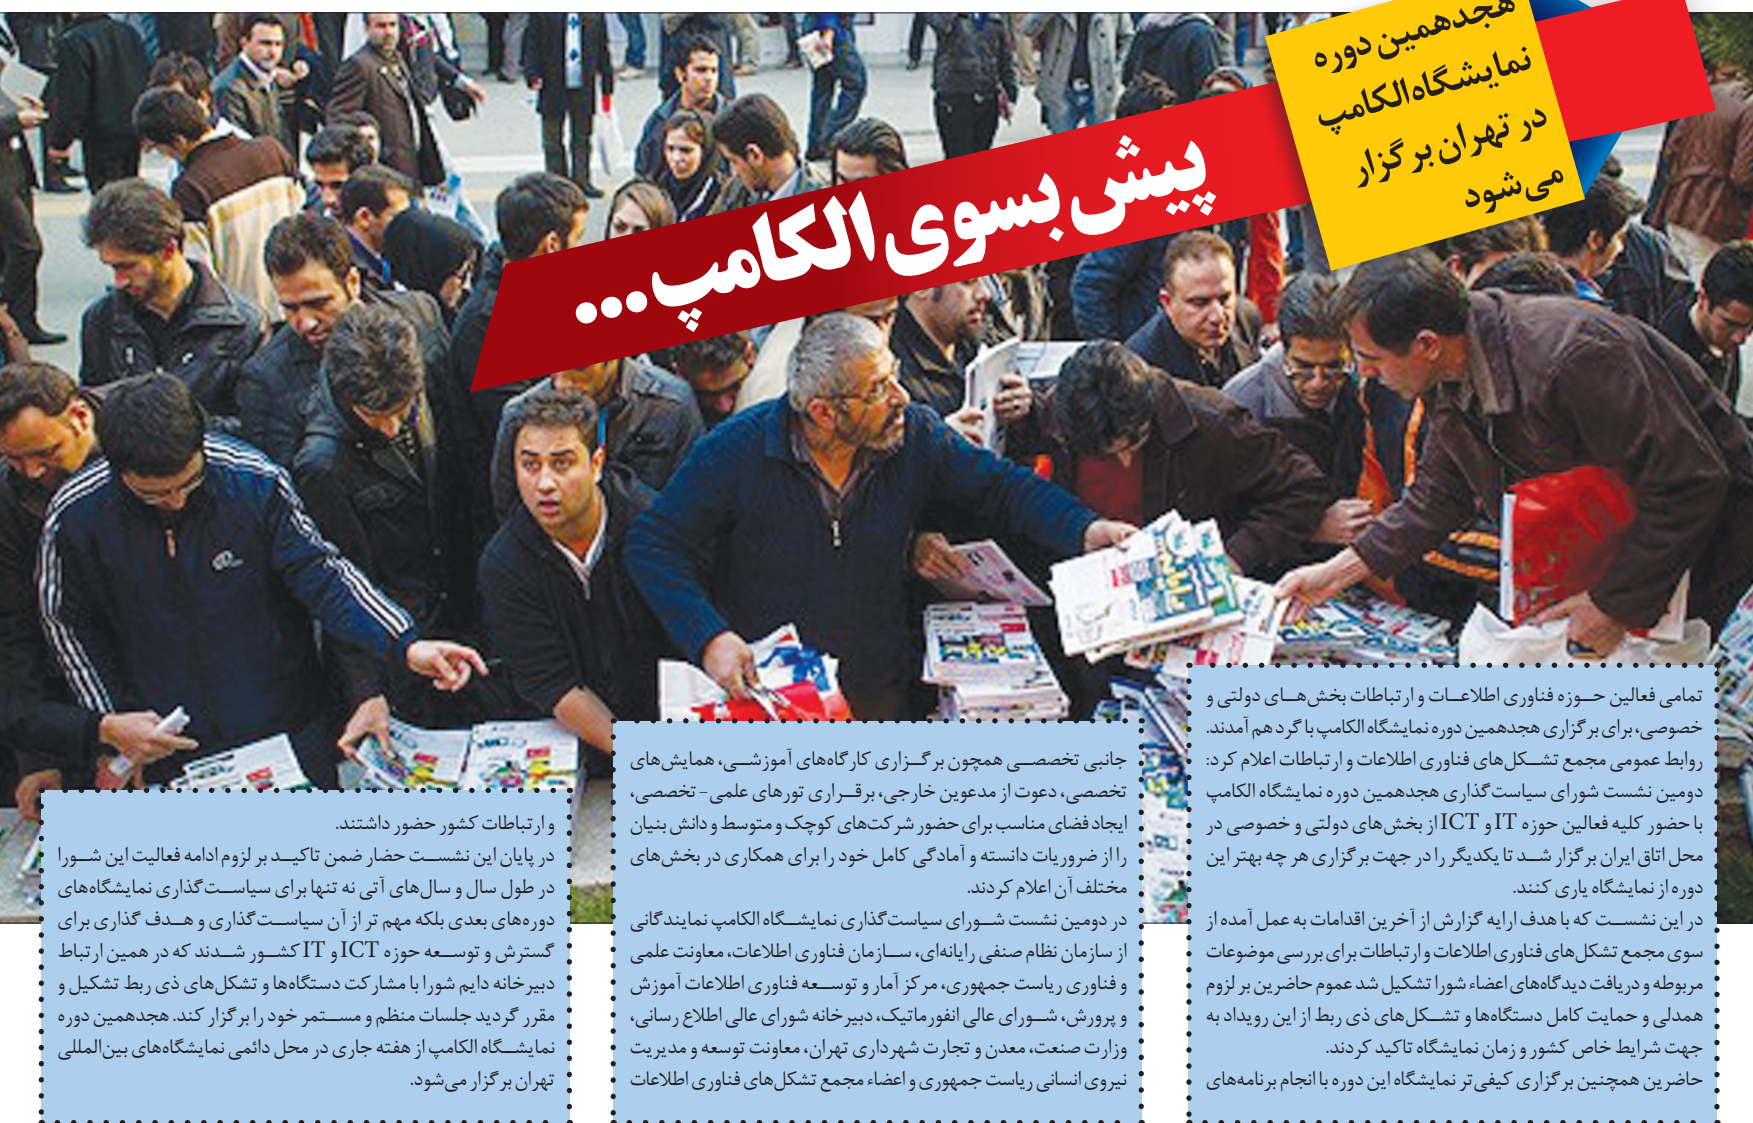 هجدهمین دوره
نمایشگاه الکامپ
در تهران برگزار
می‌شود
پیش بسوی الکامپ...
تمامی فعالین حوزه فناوری اطلاعات و ارتباطات بخش‌های دولتی و
خصوصی، برای برگزاری هجدهمین دوره نمایشگاه الکامپ با گرد هم آمدند.
روابط عمومی مجمع تشکل‌های فناوری اطلاعات و ارتباطات اعلام کرد:
دومین نشست شورای سیاست‌گذاری هجدهمین دوره نمایشگاه الکامپ
با حضور کلیه فعالین حوزه IT و ICT از بخش‌های دولتی و خصوصی در
محل اتاق ایران برگزار شد تا یکدیگر را در جهت برگزاری هر چه بهتر این
دوره از نمایشگاه یاری کنند.
در این نشست که با هدف ارایه گزارش از آخرین اقدامات به عمل آمده از
سوی مجمع تشکل‌های فناوری اطلاعات و ارتباطات برای بررسی موضوعات
مربوطه و دریافت دیدگاه‌های اعضاء شورا تشکیل شد عموم حاضرین بر لزوم
همدلی و حمایت کامل دستگاه‌ها و تشکل‌های ذی ربط از این رویداد به
جهت شرایط خاص کشور و زمان نمایشگاه تاکید کردند.
حاضرین همچنین برگزاری کیفی‌تر نمایشگاه این دوره با انجام برنامه‌های
جانبی تخصصی همچون برگزاری کارگاه‌های آموزشی، همایش‌های
تخصصی، دعوت از مدعوین خارجی، برقراری تورهای علمی- تخصصی،
ایجاد فضای مناسب برای حضور شرکت‌های کوچک و متوسط و دانش بنیان
را از ضروریات دانسته و آمادگی کامل خود را برای همکاری در بخش‌های
مختلف آن اعلام کردند.
در دومین نشست شورای سیاست‌گذاری نمایشگاه الکامپ نمایندگانی
از سازمان نظام صنفی رایانه‌ای، سازمان فناوری اطلاعات، معاونت علمی
و فناوری ریاست جمهوری، مرکز آمار و توسعه فناوری اطلاعات آموزش
و پرورش، شورای عالی انفورماتیک، دبیرخانه شورای عالی اطلاع رسانی،
وزارت صنعت، معدن و تجارت شهرداری تهران، معاونت توسعه و مدیریت
نیروی انسانی ریاست جمهوری و اعضاء مجمع تشکل‌های فناوری اطلاعات
و ارتباطات کشور حضور داشتند.
در پایان این نشست حضار ضمن تاکید بر لزوم ادامه فعالیت این شورا
در طول سال و سال‌های آتی نه تنها برای سیاست‌گذاری نمایشگاه‌های
دوره‌های بعدی بلکه مهم تر از آن سیاست‌گذاری و هدف گذاری برای
گسترش و توسعه حوزه ICT و IT کشور شدند که در همین ارتباط
دبیرخانه دایم شورا با مشارکت دستگاه‌ها و تشکل‌های ذی ربط تشکیل و
مقرر گردید جلسات منظم و مستمر خود را برگزار کند. هجدهمین دوره
نمایشگاه الکامپ از هفته جاری در محل دائمی نمایشگاه‌های بین‌المللی
تهران برگزار می‌شود.